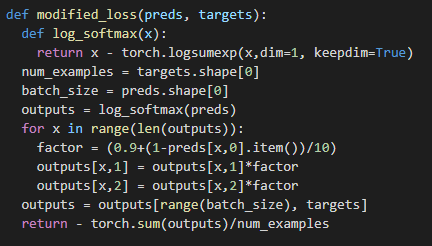 def modified_loss(preds, targets):
  def log_softmax(x):
    return x - torch.logsumexp(x,dim=1, keepdim=True)
  num_examples = targets.shape[0]
  batch_size = preds.shape[0]
  outputs = log_softmax(preds)
  for x in range(len(outputs)):
    factor = (0.9+(1-preds[x,0].item())/10)
    outputs[x,1] = outputs[x,1]*factor
    outputs[x,2] = outputs[x,2]*factor
  outputs = outputs[range(batch_size), targets]
  return - torch.sum(outputs)/num_examples